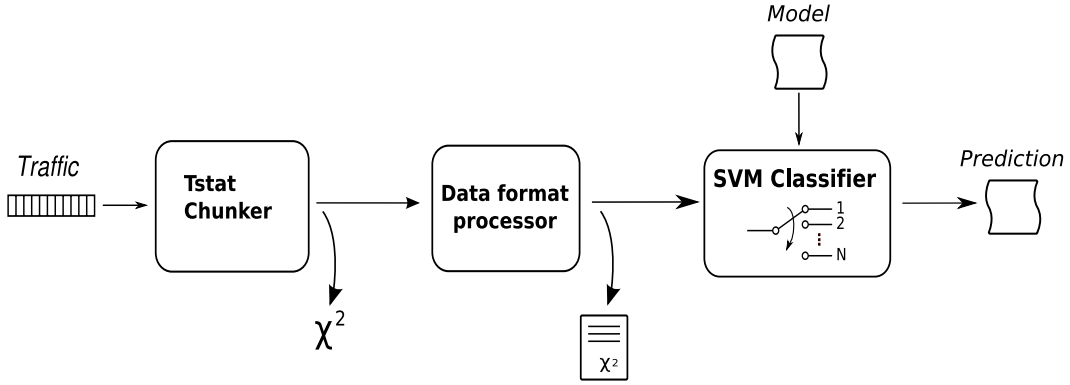 Model
Traffic
Tstat
Chunker
Data format
processor
SVM Classifier
1
2
N
Prediction
χ²
χ²